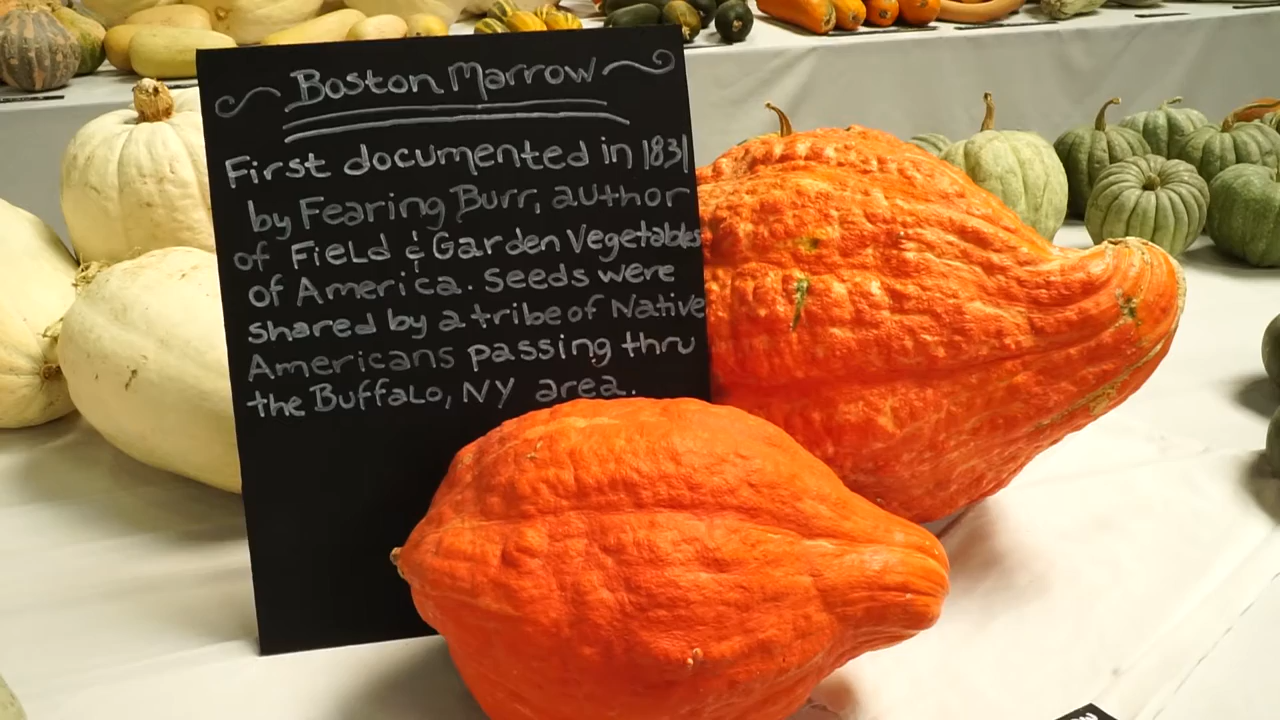 Boston Marrow
First documented in 1831
by Fearing Burr, author
of Field & Garden Vegetables
of America. Seeds were
shared by a tribe of Native
Americans passing thru
the Buffalo, NY area.